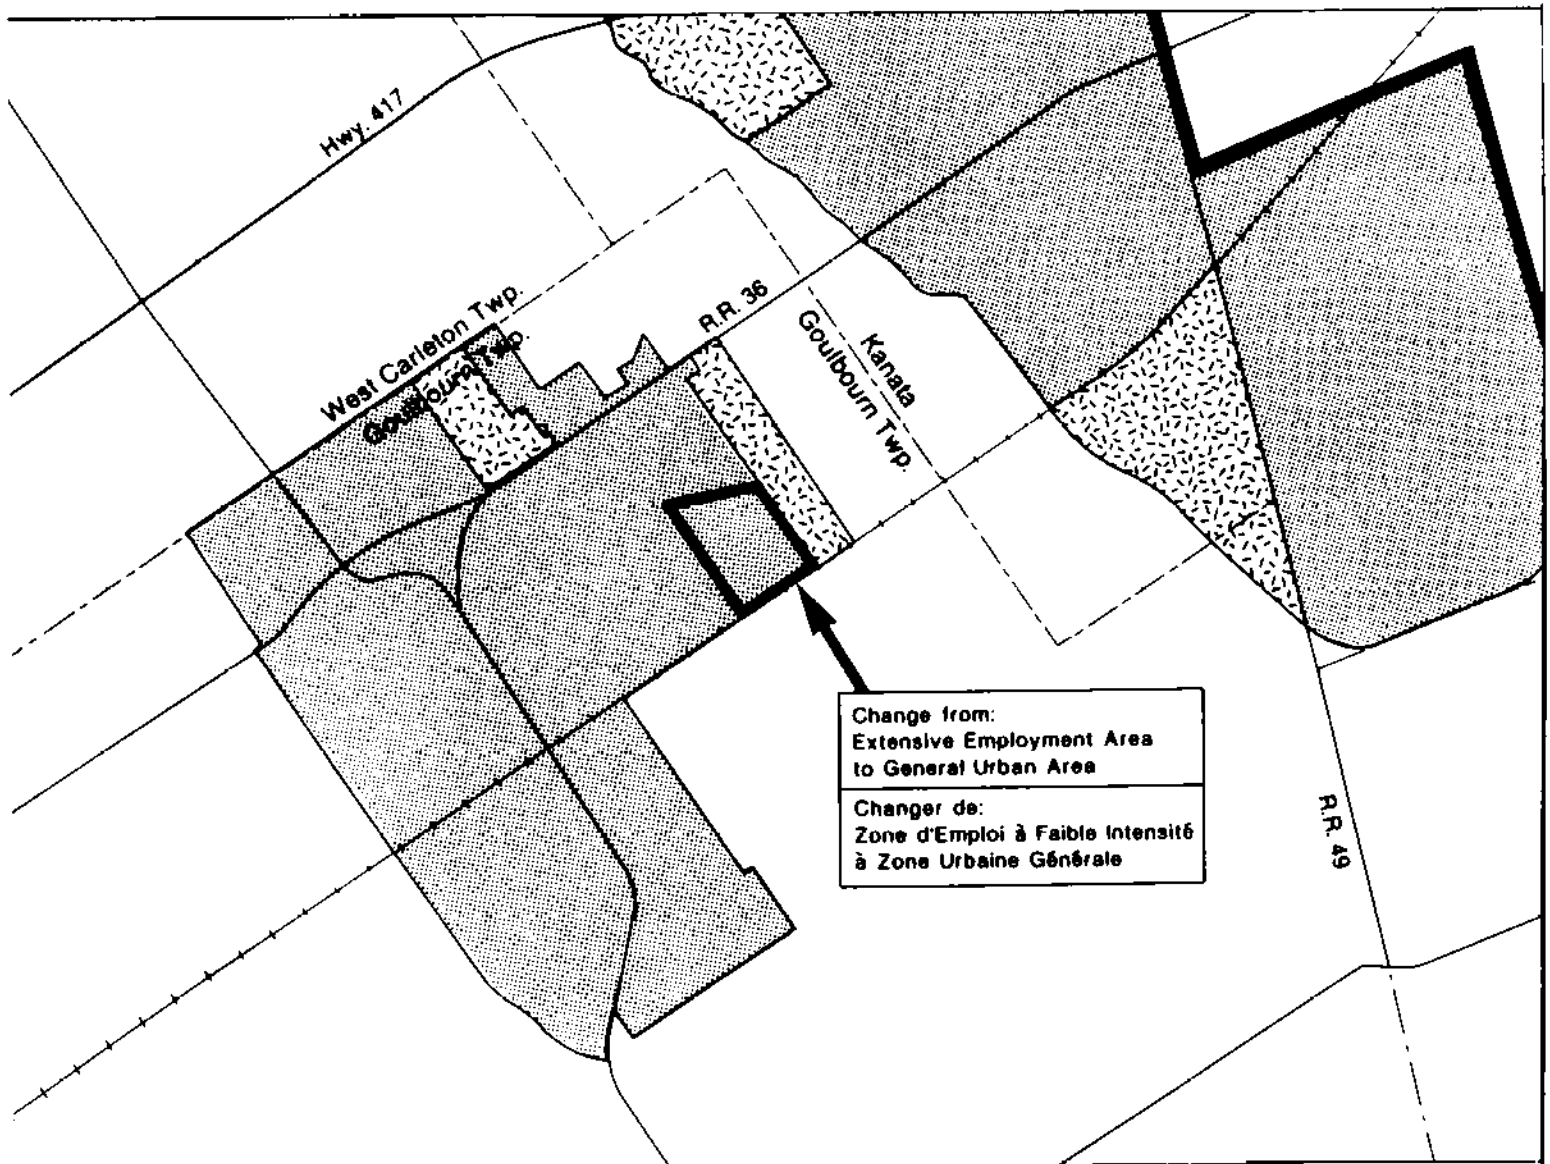 Hwy. 417
West Carleton Twp.
Goulbourn Twp.
R.R. 36
Kanata
Goulbourn Twp.
Change from:
Extensive Employment Area
to General Urban Area
Changer de:
Zone d'Emploi à Faible Intensité
à Zone Urbaine Générale
R.R. 49